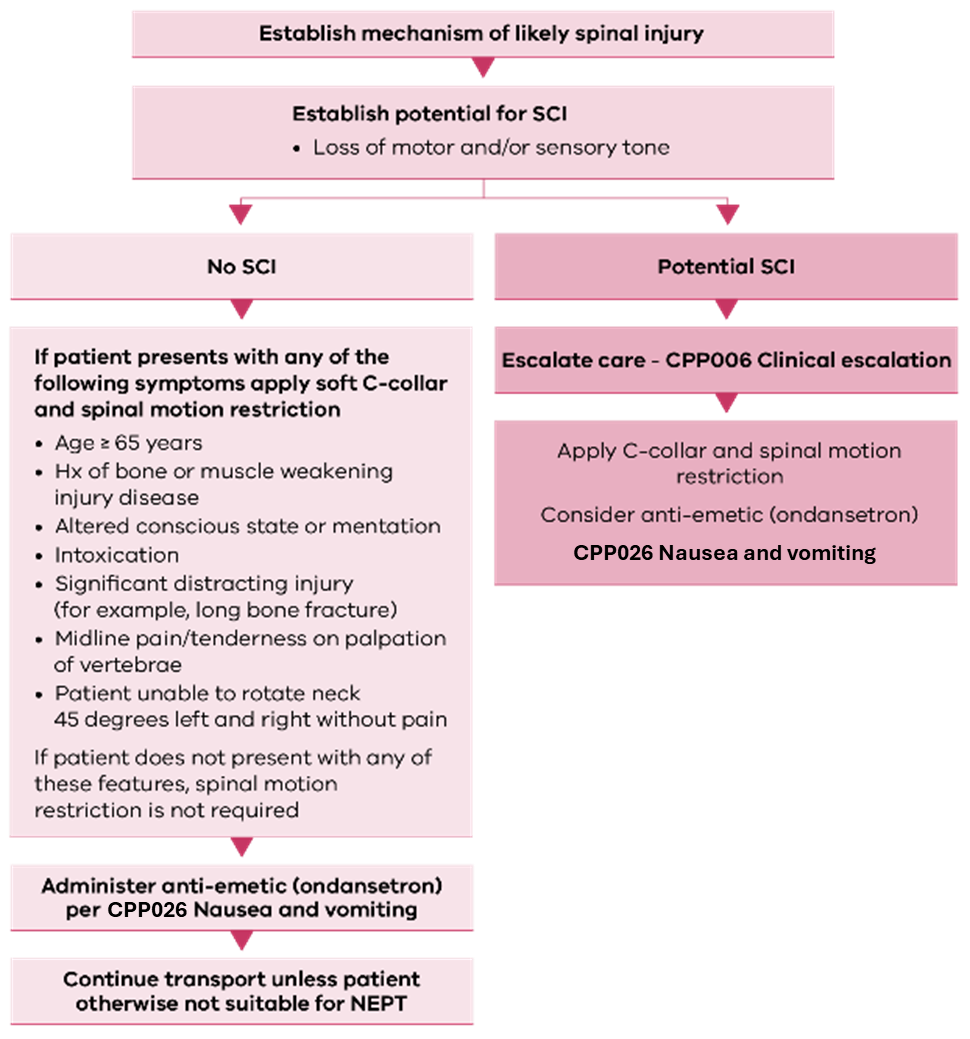 Establish mechanism of likely spinal injury
Establish potential for SCI
• Loss of motor and/or sensory tone
No SCI
If patient presents with any of the
following symptoms apply soft C-collar
and spinal motion restriction
• Age ≥ 65 years
• Hx of bone or muscle weakening
injury disease
• Altered conscious state or mentation
• Intoxication
• Significant distracting injury
(for example, long bone fracture)
• Midline pain/tenderness on palpation
of vertebrae
• Patient unable to rotate neck
45 degrees left and right without pain
If patient does not present with any of
these features, spinal motion
restriction is not required
Administer anti-emetic (ondansetron)
per CPP026 Nausea and vomiting
Continue transport unless patient
otherwise not suitable for NEPT
Potential SCI
Escalate care - CPP006 Clinical escalation
Apply C-collar and spinal motion
restriction
Consider anti-emetic (ondansetron)
CPP026 Nausea and vomiting